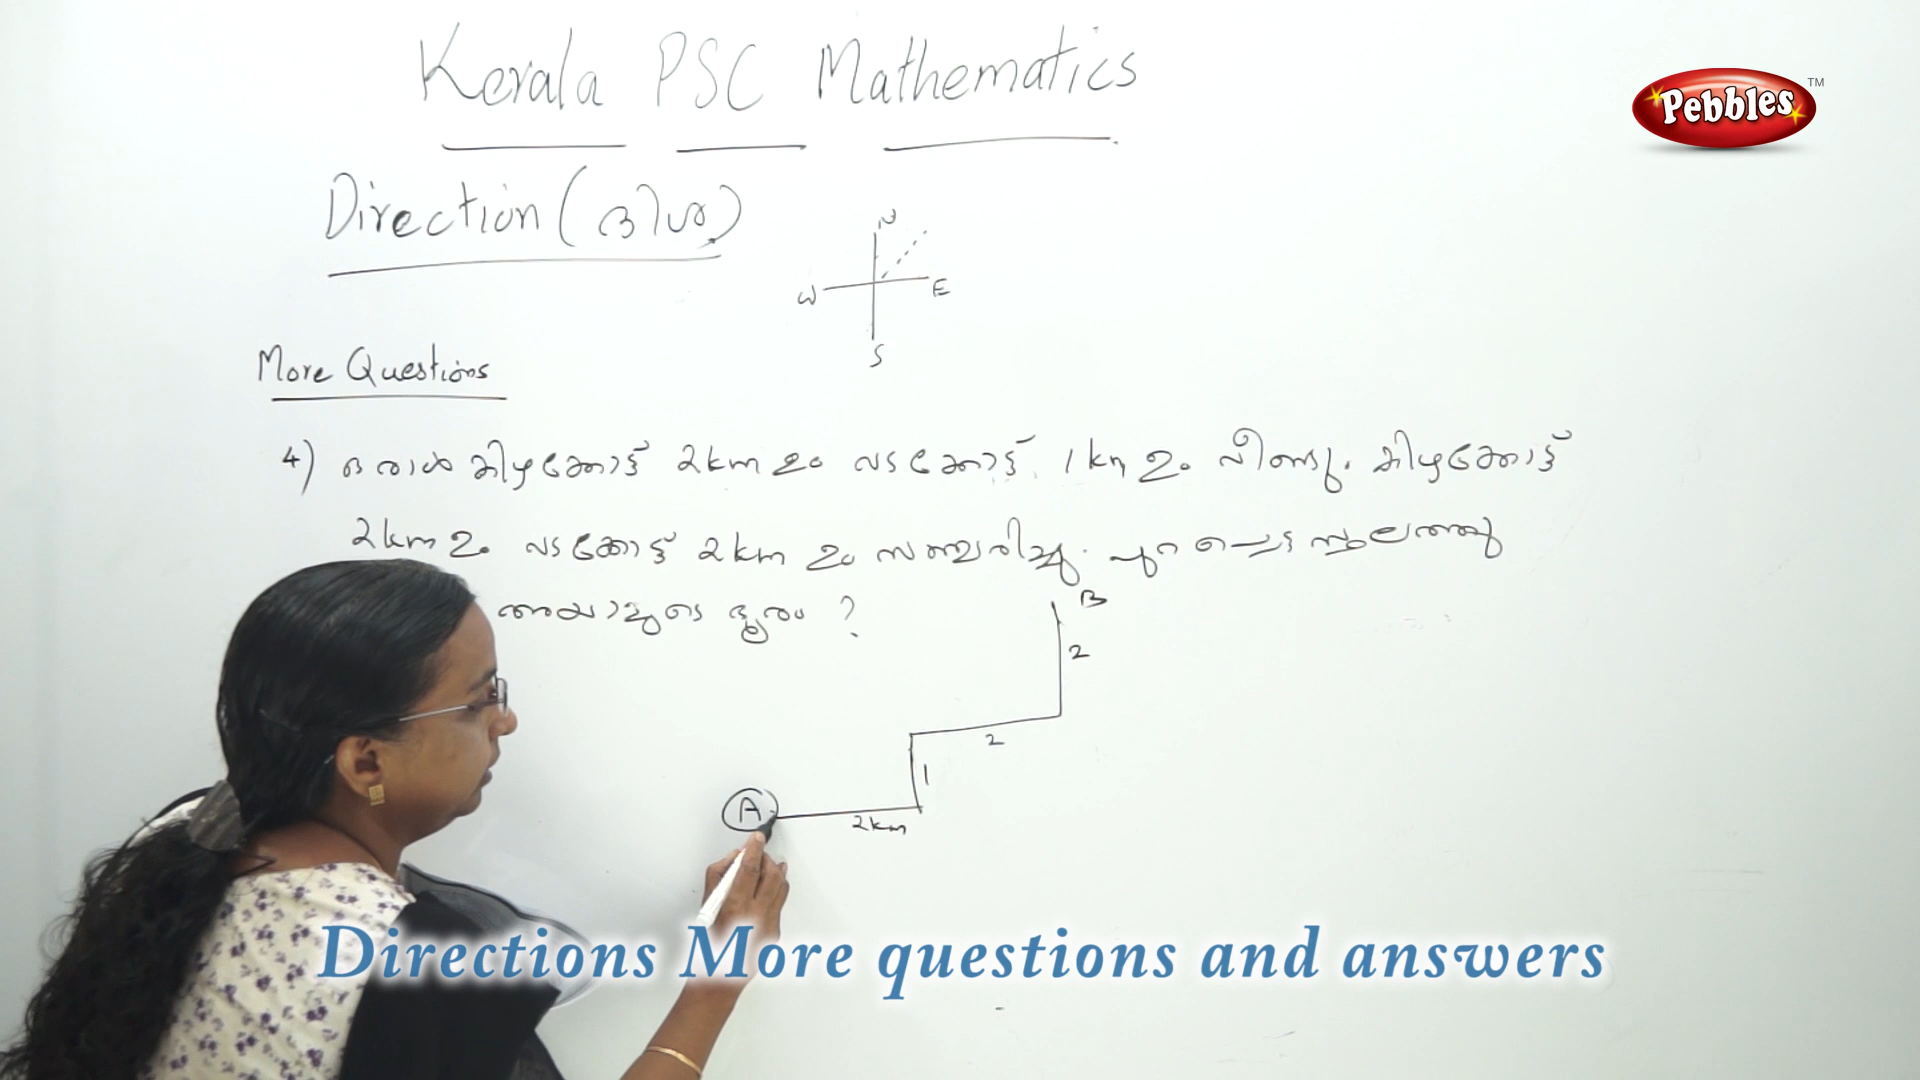 Kerala PSC Mathematics
Pebbles TM
Direction (ദിശ)
N
W E
S
More Questions
4) ഒരാൾ കിഴക്കോട്ട് 2km ഉം വടക്കോട്ട് 1km ഉം വീണ്ടും കിഴക്കോട്ട്
2km ഉം വടക്കോട്ട് 2km ഉം സഞ്ചരിച്ചു. പുറപ്പെട്ട സ്ഥലത്തു
അയാളുടെ ദൂരം ?
B
2
2
1
A
2km
Directions More questions and answers